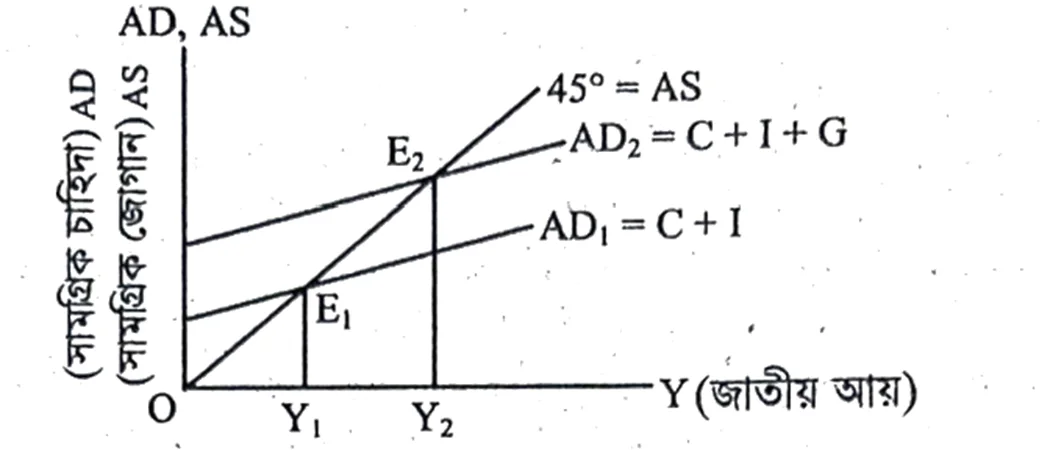 AD, AS
(সামগ্রিক চাহিদা) AD
(সামগ্রিক জোগান) AS
45° = AS
AD₂ = C + I + G
E₂
AD₁ = C + I
E₁
O
Y₁
Y₂
Y (জাতীয় আয়)